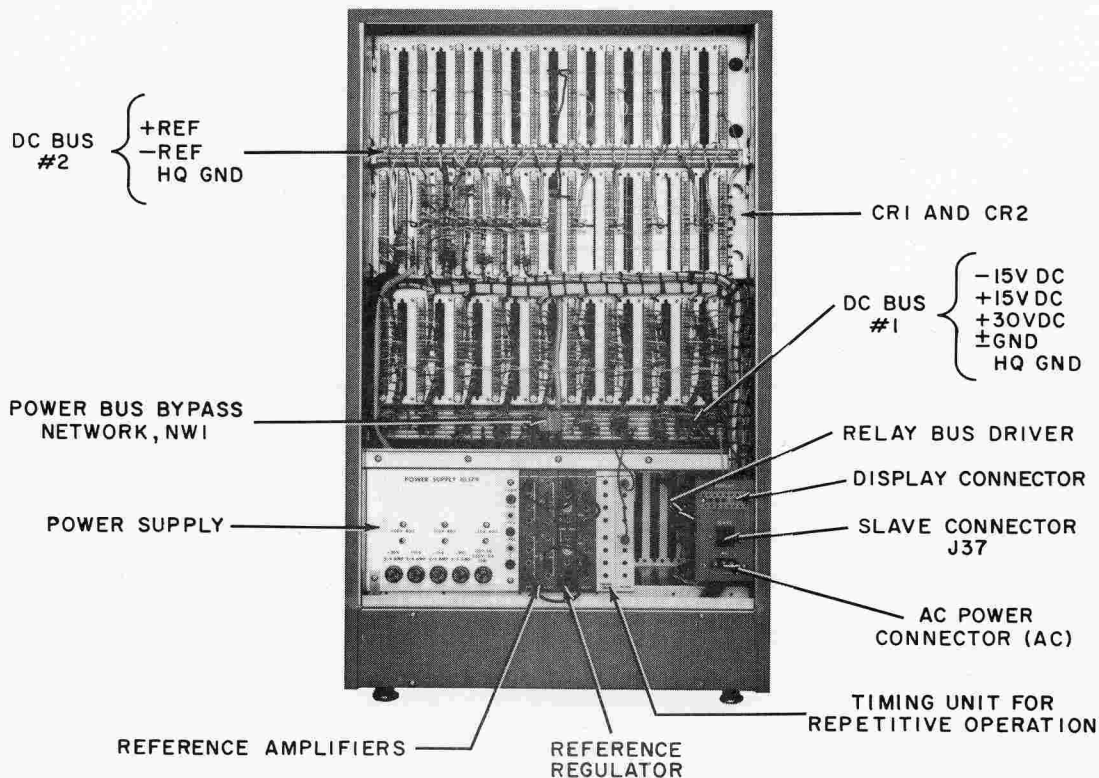 DC BUS
#2
+REF
−REF
HQ GND
CR1 AND CR2
DC BUS
#1
−15V DC
+15V DC
+30VDC
±GND
HQ GND
POWER BUS BYPASS
NETWORK, NW1
RELAY BUS DRIVER
DISPLAY CONNECTOR
POWER SUPPLY
POWER SUPPLY
SLAVE CONNECTOR
J37
AC POWER
CONNECTOR (AC)
TIMING UNIT FOR
REPETITIVE OPERATION
REFERENCE AMPLIFIERS
REFERENCE
REGULATOR